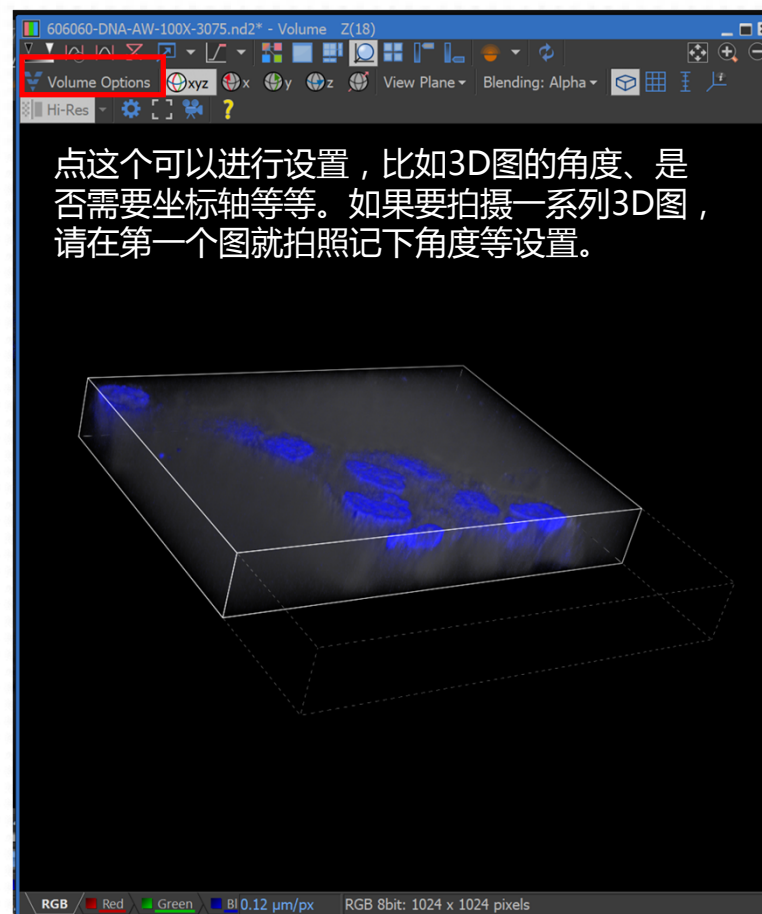 606060-DNA-AW-100X-3075.nd2* - Volume Z(18)
Volume Options xyz x y z View Plane Blending: Alpha
Hi-Res ?
点这个可以进行设置，比如3D图的角度、是
否需要坐标轴等等。如果要拍摄一系列3D图，
请在第一个图就拍照记下角度等设置。
RGB Red Green Bl 0.12 µm/px RGB 8bit: 1024 x 1024 pixels